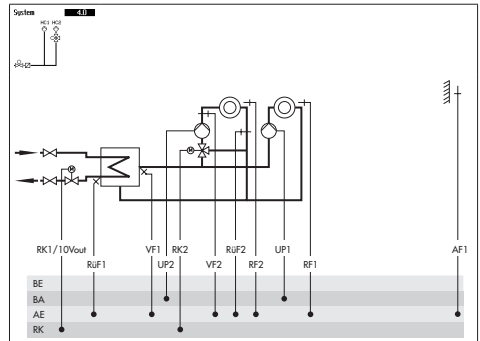 System 4.0
HC1 HC2
M
M
RK1/10Vout VF1 RK2 RüF2 UP1 AF1
RüF1 UP2 VF2 RF2 RF1
BE
BA
AE
RK